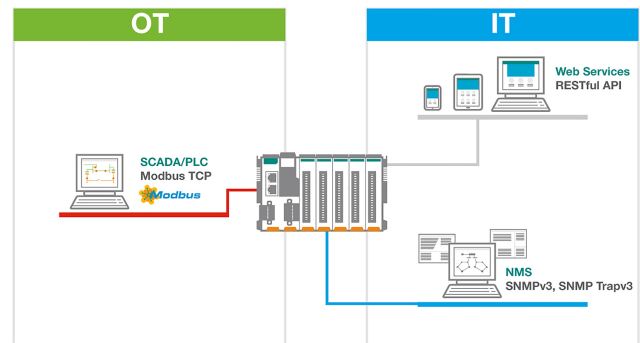 OT
IT
Web Services
RESTful API
SCADA/PLC
Modbus TCP
Modbus
NMS
SNMPv3, SNMP Trapv3